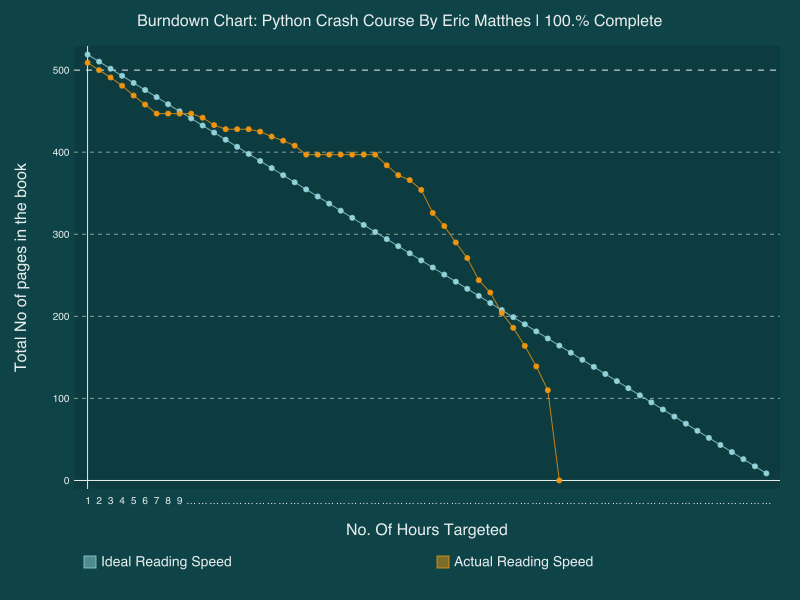 Burndown Chart: Python Crash Course By Eric Matthes | 100.% Complete
500
400
300
200
100
0
Total No of pages in the book
1 2 3 4 5 6 7 8 9 ... ... ... ... ... ... ... ... ... ... ... ... ... ... ... ... ... ... ... ... ... ... ... ... ... ... ... ... ... ... ... ... ... ... ... ... ... ... ... ... ... ... ... ... ... ... ... ... ... ... ...
No. Of Hours Targeted
Ideal Reading Speed
Actual Reading Speed